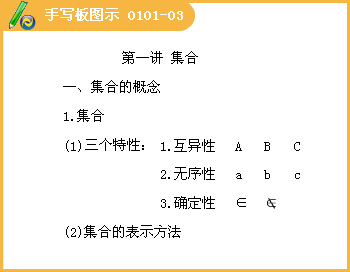 手写板图示 0101-03
第一讲 集合
一、集合的概念
1.集合
(1)三个特性：1.互异性 A B C
2.无序性 a b c
3.确定性 ∈ ∉
(2)集合的表示方法